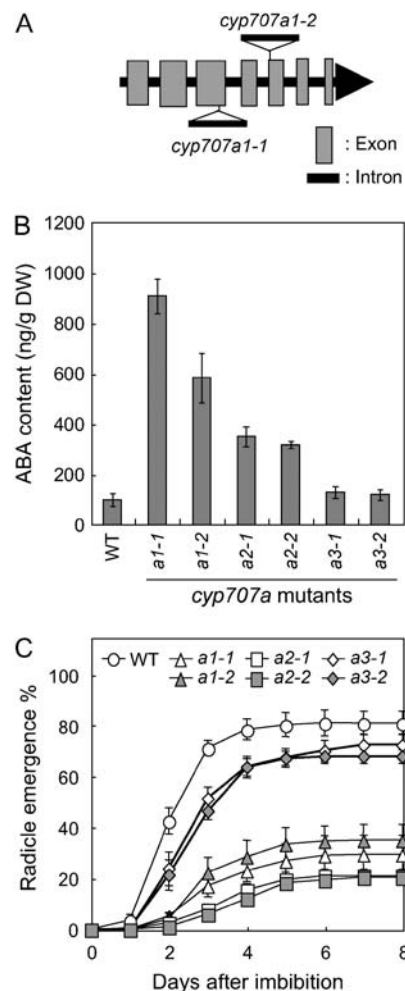 A
cyp707a1-2
cyp707a1-1
: Exon
: Intron
B
ABA content (ng/g DW)
1200
1000
800
600
400
200
0
WT
a1-1
a1-2
a2-1
a2-2
a3-1
a3-2
cyp707a mutants
C
WT a1-1 a2-1 a3-1
a1-2 a2-2 a3-2
Radicle emergence %
80
60
40
20
0
0 2 4 6 8
Days after imbibition